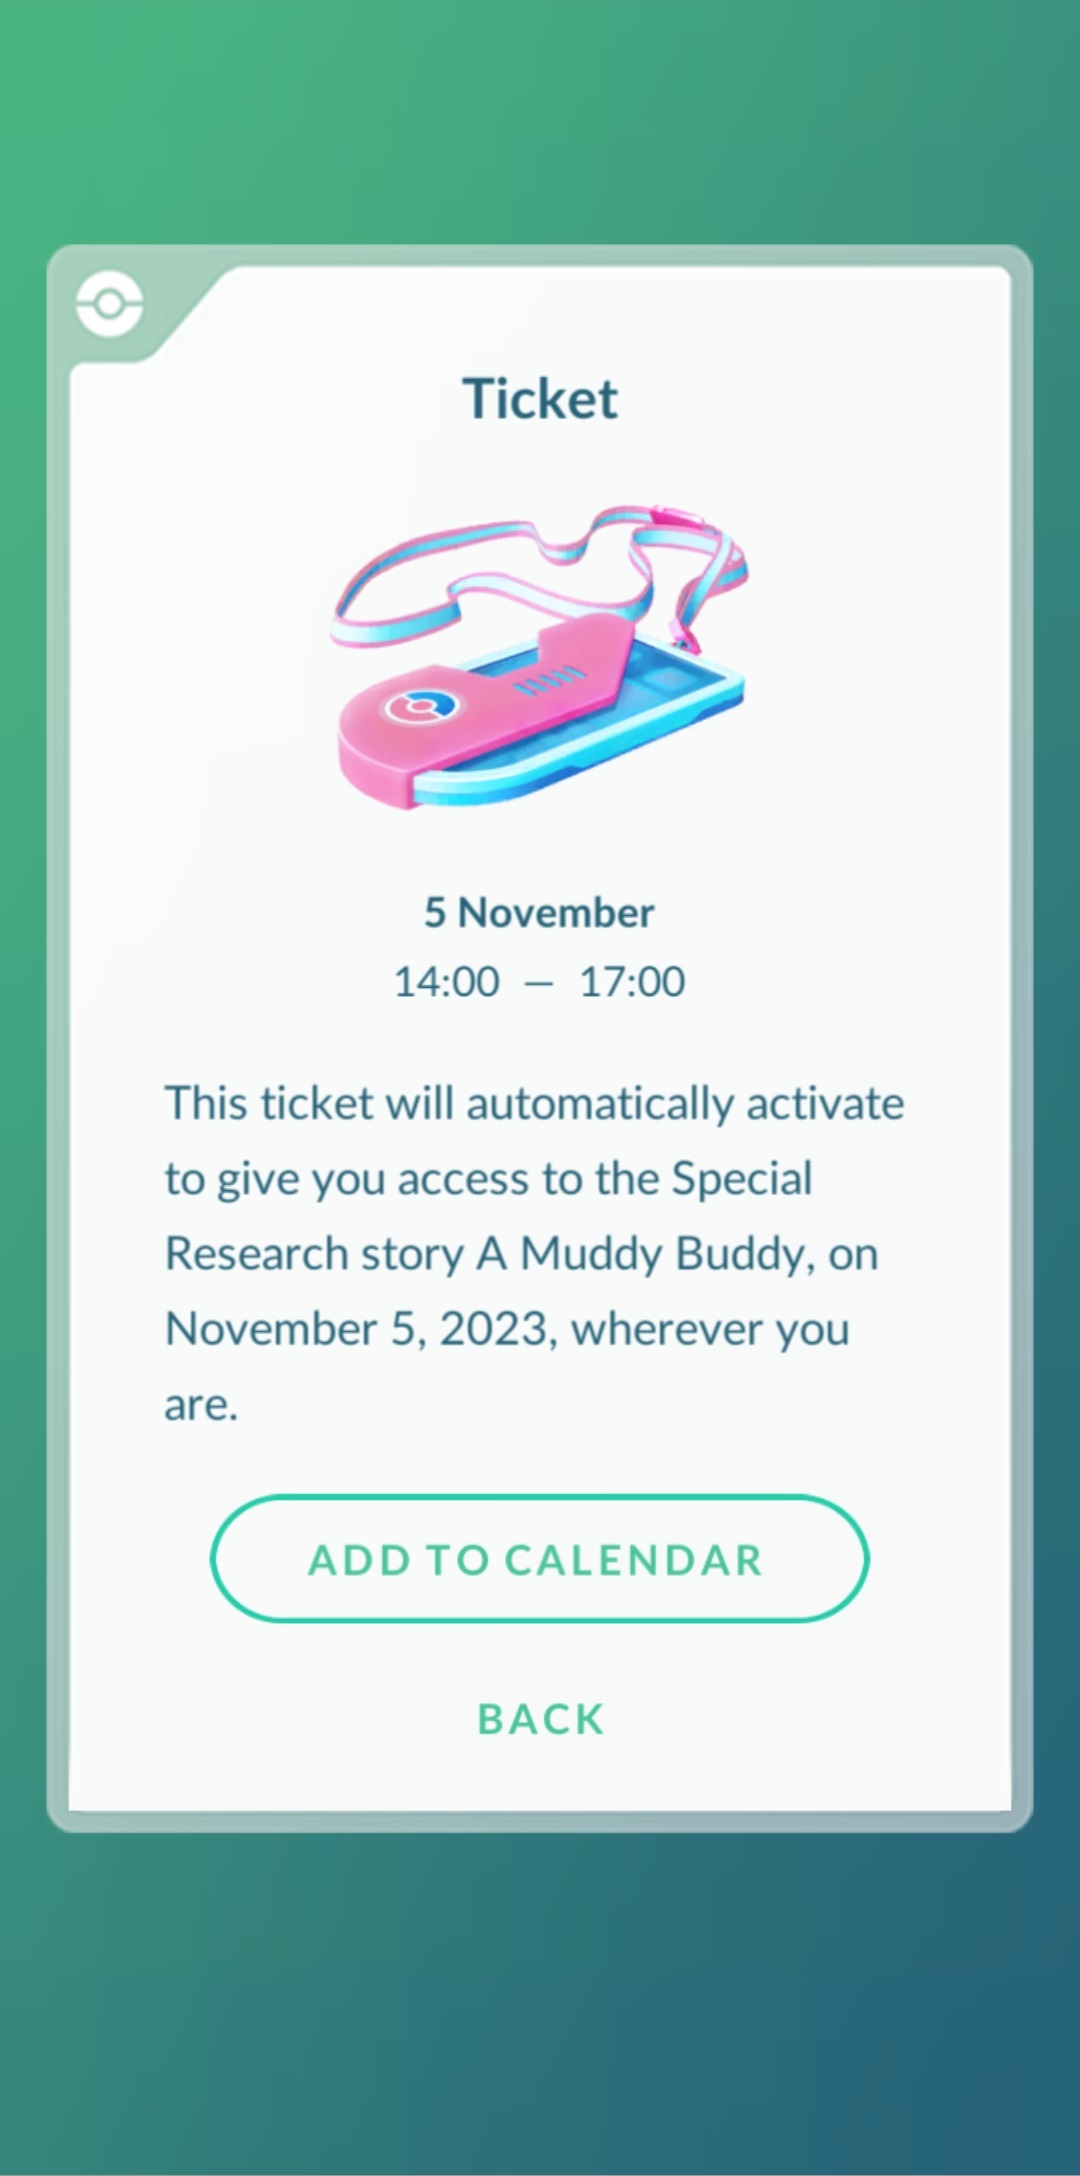 Ticket
5 November
14:00 — 17:00
This ticket will automatically activate
to give you access to the Special
Research story A Muddy Buddy, on
November 5, 2023, wherever you
are.
ADD TO CALENDAR
BACK